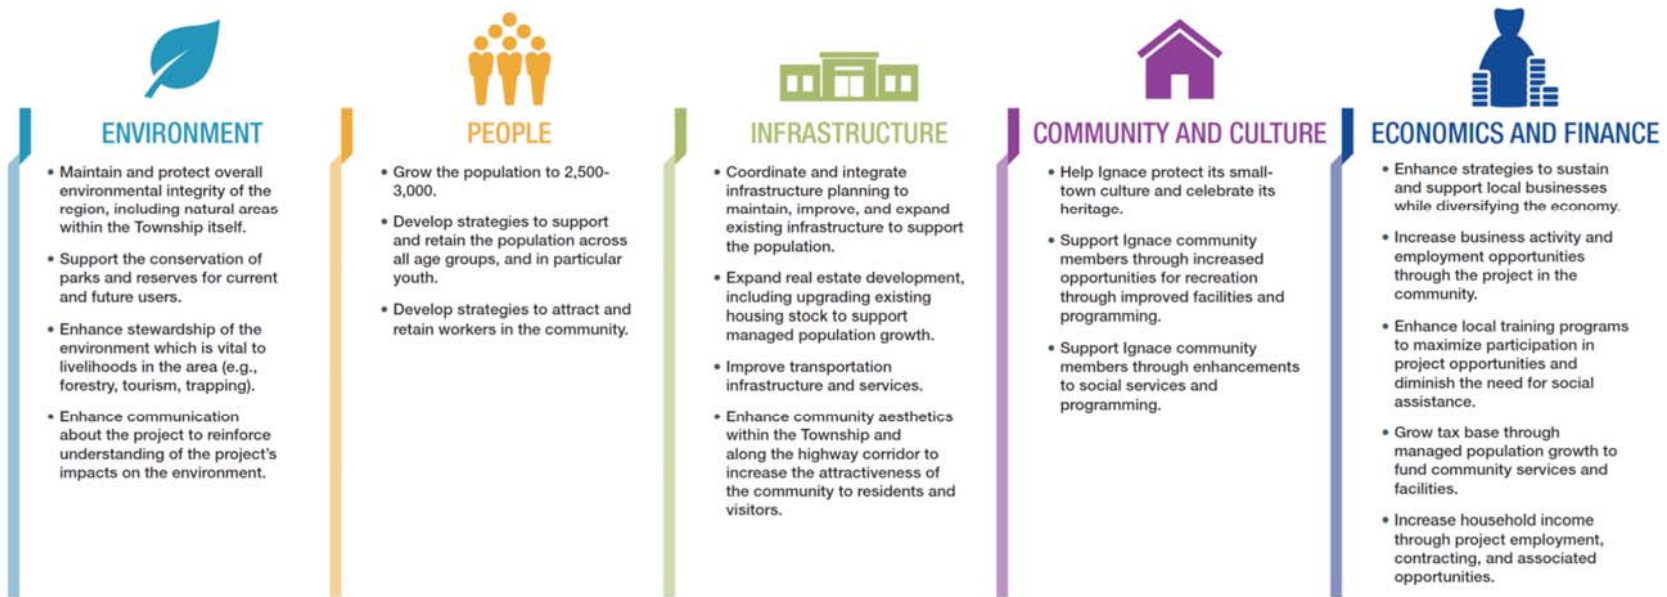 ENVIRONMENT
• Maintain and protect overall
environmental integrity of the
region, including natural areas
within the Township itself.
• Support the conservation of
parks and reserves for current
and future users.
• Enhance stewardship of the
environment which is vital to
livelihoods in the area (e.g.,
forestry, tourism, trapping).
• Enhance communication
about the project to reinforce
understanding of the project's
impacts on the environment.
PEOPLE
• Grow the population to 2,500-
3,000.
• Develop strategies to support
and retain the population across
all age groups, and in particular
youth.
• Develop strategies to attract and
retain workers in the community.
INFRASTRUCTURE
• Coordinate and integrate
infrastructure planning to
maintain, improve, and expand
existing infrastructure to support
the population.
• Expand real estate development,
including upgrading existing
housing stock to support
managed population growth.
• Improve transportation
infrastructure and services.
• Enhance community aesthetics
within the Township and
along the highway corridor to
increase the attractiveness of
the community to residents and
visitors.
COMMUNITY AND CULTURE
• Help Ignace protect its small-
town culture and celebrate its
heritage.
• Support Ignace community
members through increased
opportunities for recreation
through improved facilities and
programming.
• Support Ignace community
members through enhancements
to social services and
programming.
ECONOMICS AND FINANCE
• Enhance strategies to sustain
and support local businesses
while diversifying the economy.
• Increase business activity and
employment opportunities
through the project in the
community.
• Enhance local training programs
to maximize participation in
project opportunities and
diminish the need for social
assistance.
• Grow tax base through
managed population growth to
fund community services and
facilities.
• Increase household income
through project employment,
contracting, and associated
opportunities.